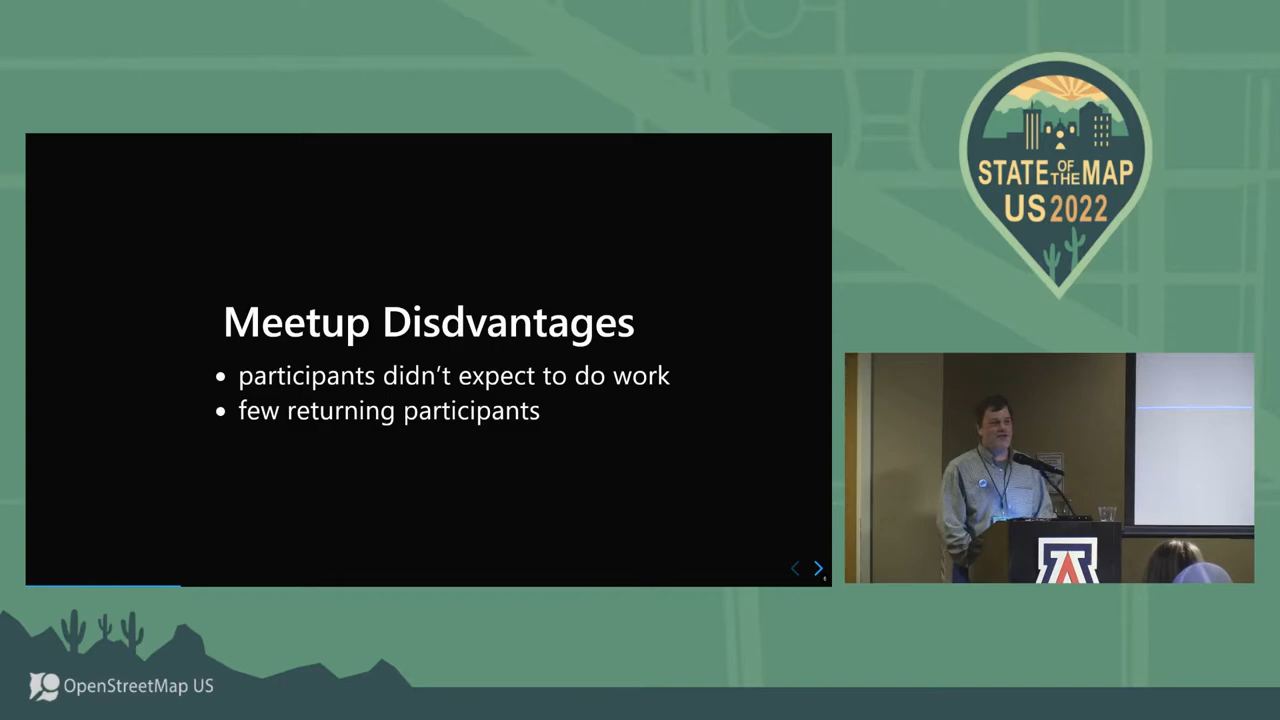 Meetup Disdvantages
participants didn't expect to do work
few returning participants
STATE OF THE MAP
US 2022
A
OpenStreetMap US